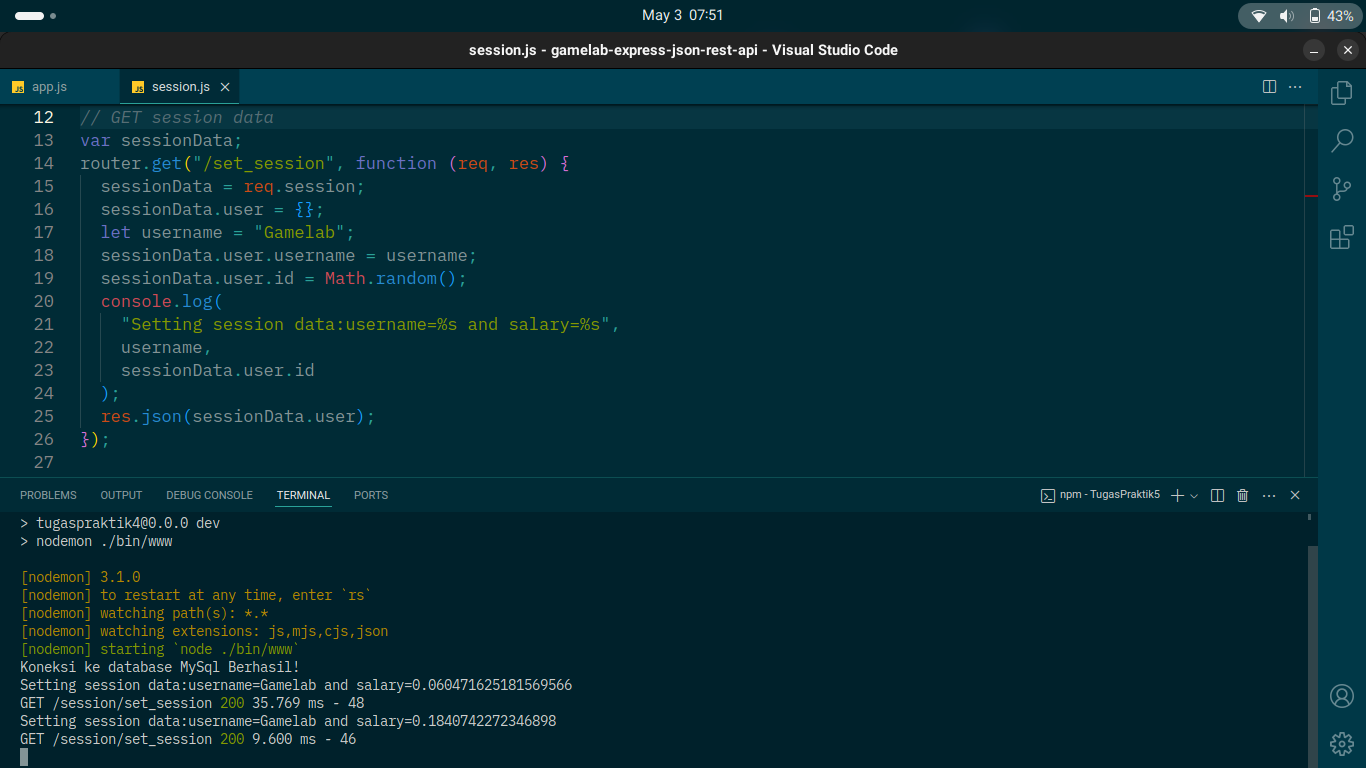 May 3 07:51
43%
session.js - gamelab-express-json-rest-api - Visual Studio Code
JS app.js
JS session.js
12 // GET session data
13 var sessionData;
14 router.get("/set_session", function (req, res) {
15   sessionData = req.session;
16   sessionData.user = {};
17   let username = "Gamelab";
18   sessionData.user.username = username;
19   sessionData.user.id = Math.random();
20   console.log(
21     "Setting session data:username=%s and salary=%s",
22     username,
23     sessionData.user.id
24   );
25   res.json(sessionData.user);
26 });
27
PROBLEMS OUTPUT DEBUG CONSOLE TERMINAL PORTS
npm - TugasPraktik5
> tugaspraktik4@0.0.0 dev
> nodemon ./bin/www
[nodemon] 3.1.0
[nodemon] to restart at any time, enter `rs`
[nodemon] watching path(s): *.*
[nodemon] watching extensions: js,mjs,cjs,json
[nodemon] starting `node ./bin/www`
Koneksi ke database MySql Berhasil!
Setting session data:username=Gamelab and salary=0.060471625181569566
GET /session/set_session 200 35.769 ms - 48
Setting session data:username=Gamelab and salary=0.1840742272346898
GET /session/set_session 200 9.600 ms - 46